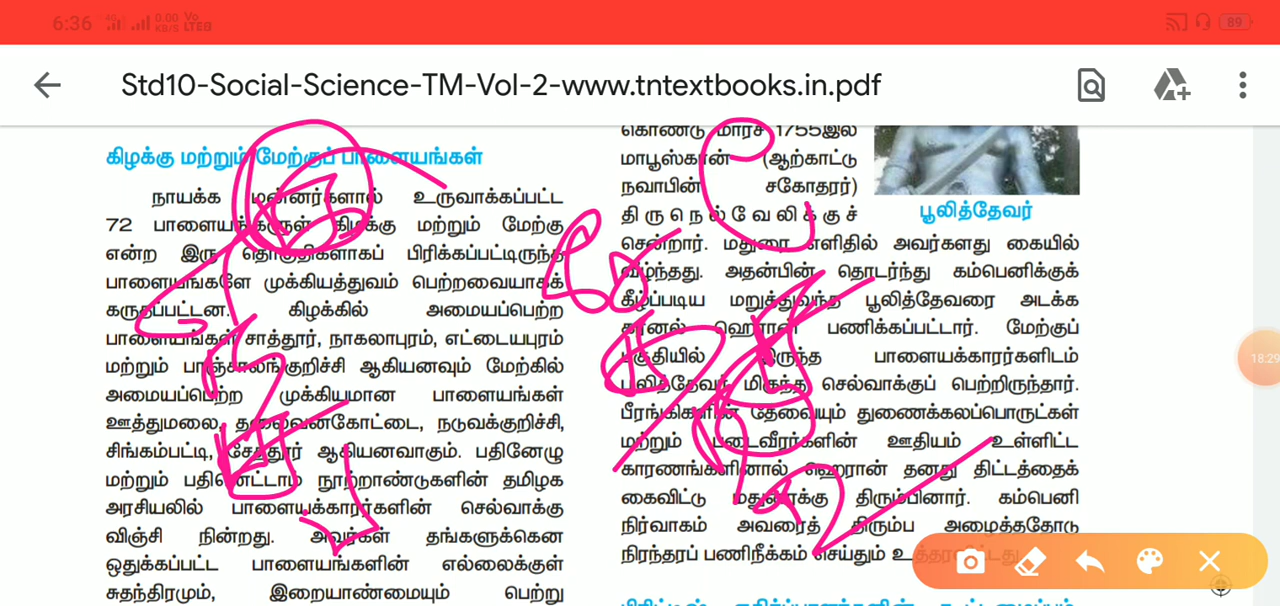 6:36 4G 0.00 KB/S Vo LTE2 89
Std10-Social-Science-TM-Vol-2-www.tntextbooks.in.pdf
கிழக்கு மற்றும் மேற்குப் பாளையங்கள்
நாயக்க மன்னர்களால் உருவாக்கப்பட்ட
72 பாளையங்களுள் கிழக்கு மற்றும் மேற்கு
என்ற இரு தொகுதிகளாகப் பிரிக்கப்பட்டிருந்த
பாளையங்களே முக்கியத்துவம் பெற்றவையாகக்
கருதப்பட்டன. கிழக்கில் அமையப்பெற்ற
பாளையங்கள் சாத்தூர், நாகலாபுரம், எட்டையபுரம்
மற்றும் பாஞ்சாலங்குறிச்சி ஆகியனவும் மேற்கில்
அமையப்பெற்ற முக்கியமான பாளையங்கள்
ஊத்துமலை, தலைவன்கோட்டை, நடுவக்குறிச்சி,
சிங்கம்பட்டி, சேத்தூர் ஆகியனவாகும். பதினேழு
மற்றும் பதினெட்டாம் நூற்றாண்டுகளின் தமிழக
அரசியலில் பாளையக்காரர்களின் செல்வாக்கு
விஞ்சி நின்றது. அவர்கள் தங்களுக்கென
ஒதுக்கப்பட்ட பாளையங்களின் எல்லைக்குள்
சுதந்திரமும், இறையாண்மையும் பெற்று
கொண்டு மார்ச் 1755இல்
மாபூஸ்கான் (ஆற்காட்டு
நவாபின் சகோதரர்)
திருநெல்வேலிக்குச்
சென்றார். மதுரை எளிதில் அவர்களது கையில்
வீழ்ந்தது. அதன்பின் தொடர்ந்து கம்பெனிக்குக்
கீழ்ப்படிய மறுத்துவந்த பூலித்தேவரை அடக்க
கர்னல் ஹெரான் பணிக்கப்பட்டார். மேற்குப்
பகுதியில் இருந்த பாளையக்காரர்களிடம்
பூலித்தேவர் மிகுந்த செல்வாக்குப் பெற்றிருந்தார்.
பீரங்கிகளின் தேவையும் துணைக்கலப்பொருட்கள்
மற்றும் படைவீரர்களின் ஊதியம் உள்ளிட்ட
காரணங்களினால் ஹெரான் தனது திட்டத்தைக்
கைவிட்டு மதுரைக்கு திரும்பினார். கம்பெனி
நிர்வாகம் அவரைத் திரும்ப அழைத்ததோடு
நிரந்தரப் பணிநீக்கம் செய்தும் உத்தரவிட்டது.
பூலித்தேவர்
18:29